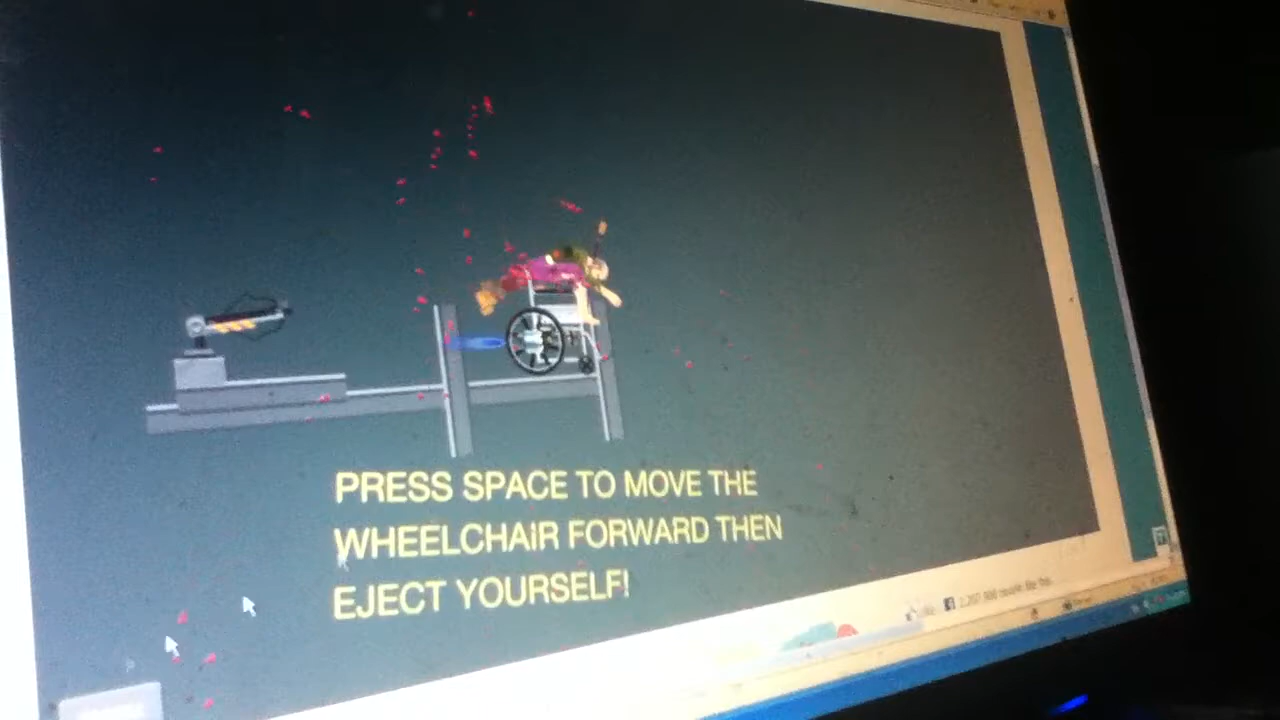 PRESS SPACE TO MOVE THE
WHEELCHAIR FORWARD THEN
EJECT YOURSELF!